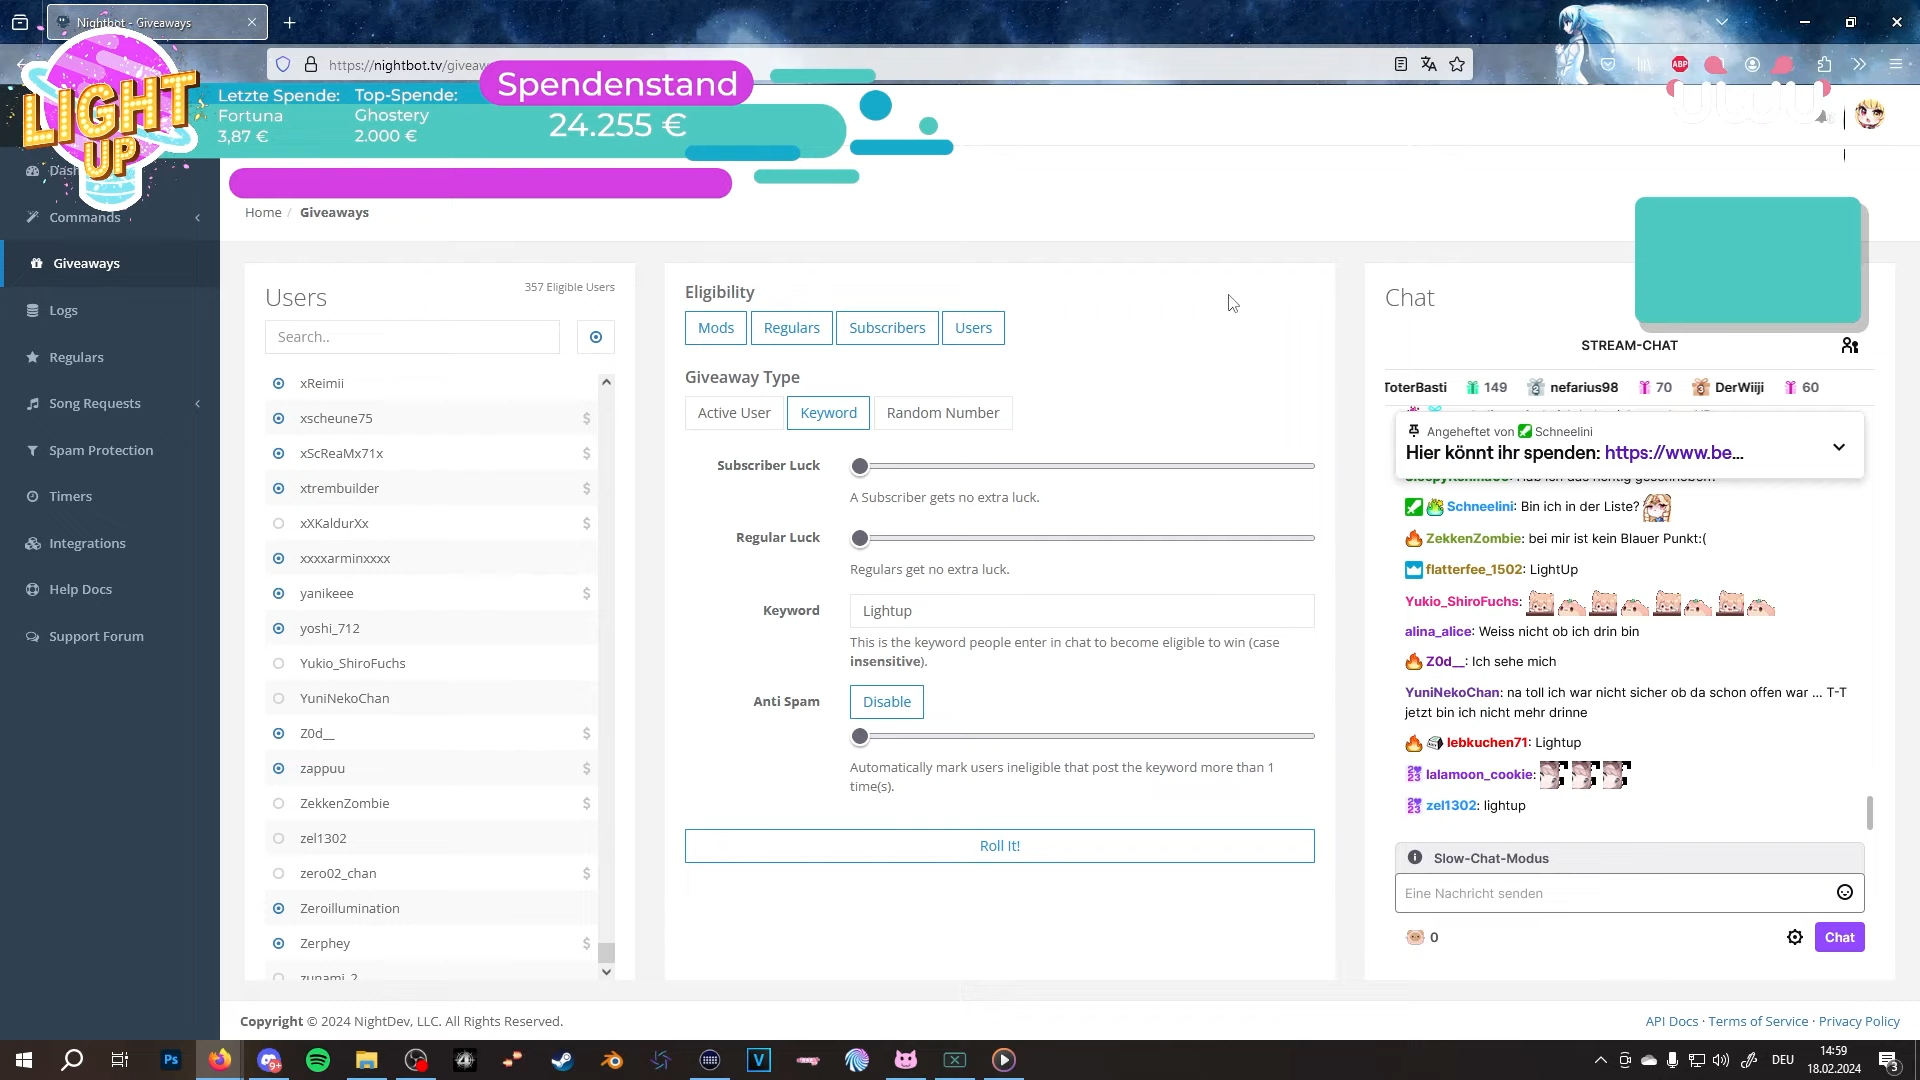 Nightbot - Giveaways
https://nightbot.tv/giveaw
ABP
LIGHT
UP
Letzte Spende:
Fortuna
3,87 €
Top-Spende:
Ghostery
2.000 €
Spendenstand
24.255 €
Dash
Commands
Giveaways
Logs
Regulars
Song Requests
Spam Protection
Timers
Integrations
Help Docs
Support Forum
Home / Giveaways
Users
357 Eligible Users
Search..
xReimii
xscheune75 $
xScReaMx71x $
xtrembuilder $
xXKaldurXx $
xxxxarminxxxx
yanikeee $
yoshi_712
Yukio_ShiroFuchs
YuniNekoChan
Z0d__ $
zappuu $
ZekkenZombie $
zel1302
zero02_chan $
Zeroillumination
Zerphey $
zunami_2
Eligibility
Mods Regulars Subscribers Users
Giveaway Type
Active User Keyword Random Number
Subscriber Luck
A Subscriber gets no extra luck.
Regular Luck
Regulars get no extra luck.
Keyword Lightup
This is the keyword people enter in chat to become eligible to win (case
insensitive).
Anti Spam Disable
Automatically mark users ineligible that post the keyword more than 1
time(s).
Roll It!
Chat
STREAM-CHAT
ToterBasti 149 2 nefarius98 70 3 DerWiiji 60
Angeheftet von Schneelini
Hier könnt ihr spenden: https://www.be...
Schneelini: Bin ich in der Liste?
ZekkenZombie: bei mir ist kein Blauer Punkt:(
flatterfee_1502: LightUp
Yukio_ShiroFuchs:
alina_alice: Weiss nicht ob ich drin bin
Z0d__: Ich sehe mich
YuniNekoChan: na toll ich war nicht sicher ob da schon offen war ... T-T
jetzt bin ich nicht mehr drinne
lebkuchen71: Lightup
lalamoon_cookie:
zel1302: lightup
Slow-Chat-Modus
Eine Nachricht senden
0
Chat
Copyright © 2024 NightDev, LLC. All Rights Reserved.
API Docs · Terms of Service · Privacy Policy
Ps
9+
V
DEU
14:59
18.02.2024
3